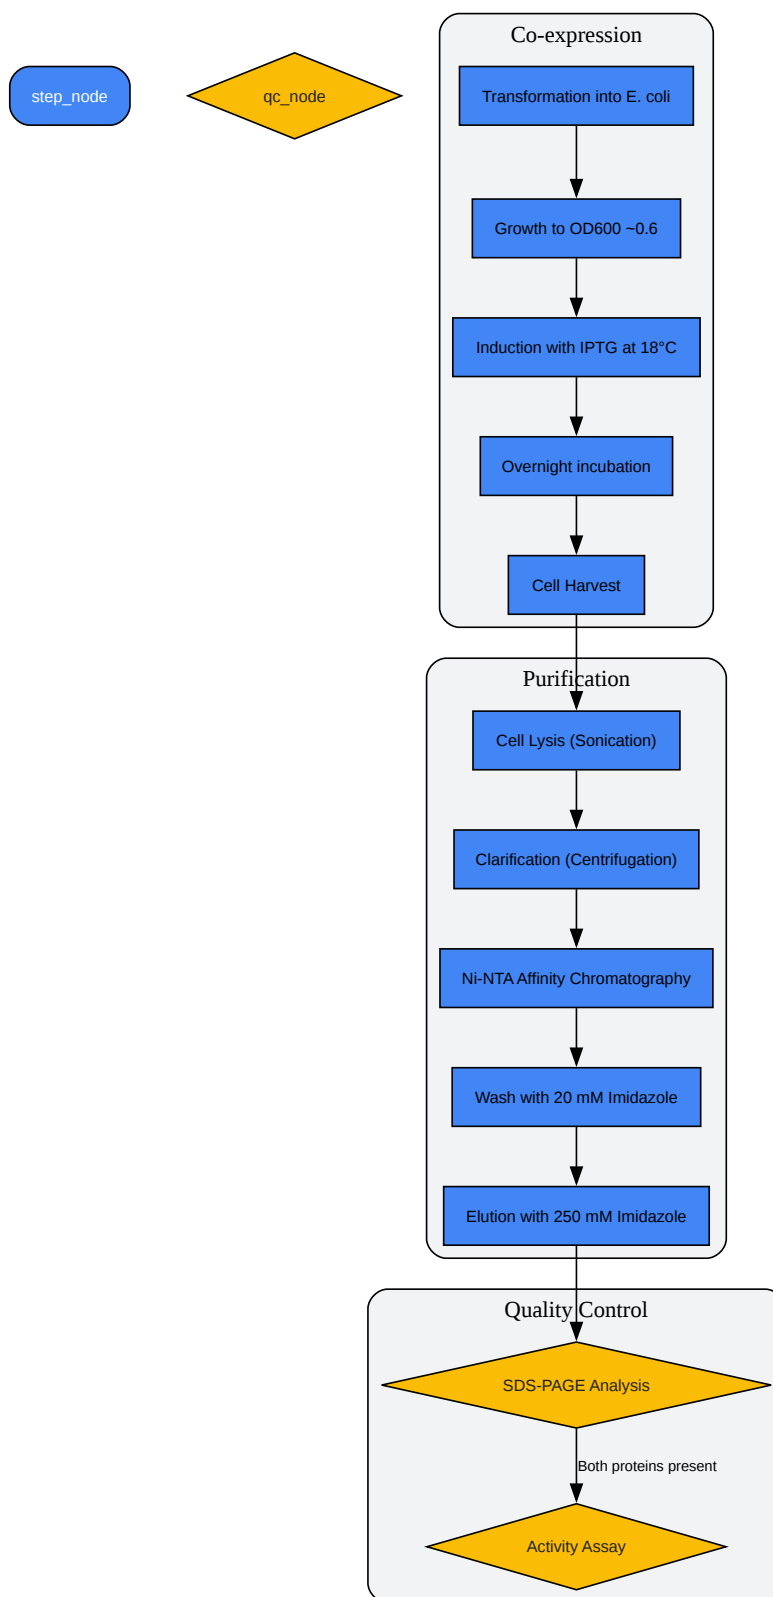 step_node
qc_node
Co-expression
Transformation into E. coli
Growth to OD600 ~0.6
Induction with IPTG at 18°C
Overnight incubation
Cell Harvest
Purification
Cell Lysis (Sonication)
Clarification (Centrifugation)
Ni-NTA Affinity Chromatography
Wash with 20 mM Imidazole
Elution with 250 mM Imidazole
Quality Control
SDS-PAGE Analysis
Both proteins present
Activity Assay